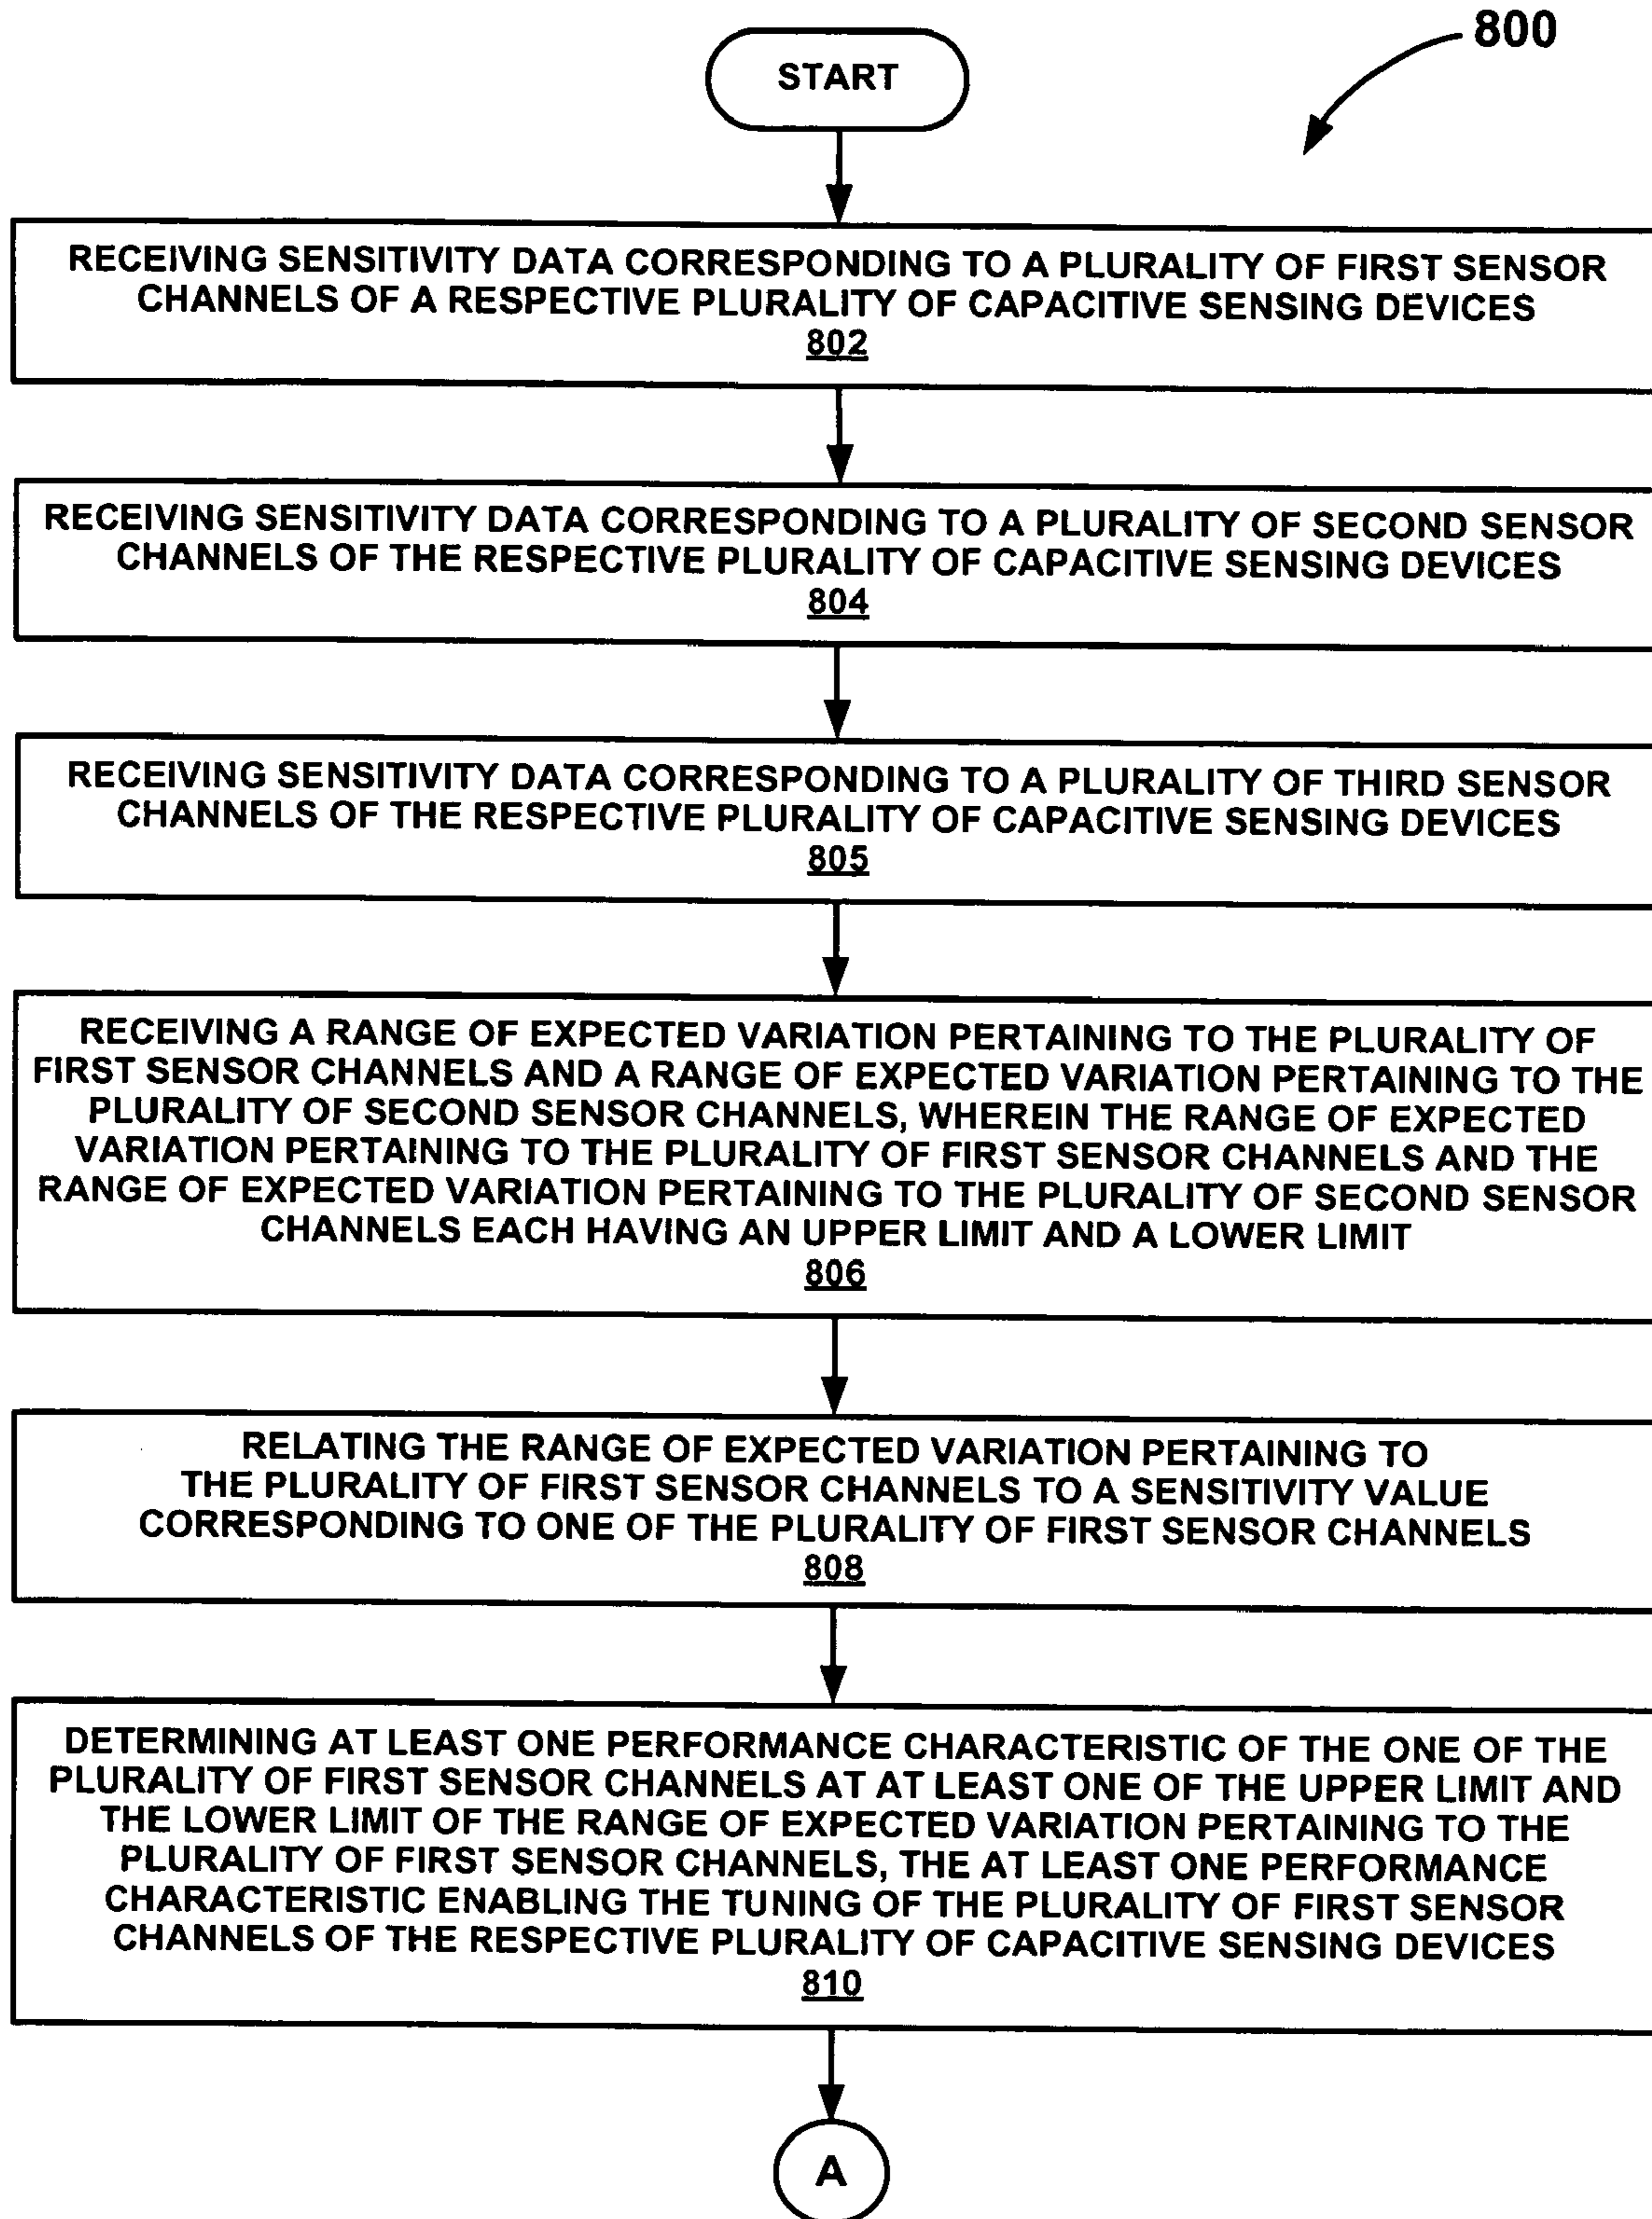 800
START
RECEIVING SENSITIVITY DATA CORRESPONDING TO A PLURALITY OF FIRST SENSOR
CHANNELS OF A RESPECTIVE PLURALITY OF CAPACITIVE SENSING DEVICES
802
RECEIVING SENSITIVITY DATA CORRESPONDING TO A PLURALITY OF SECOND SENSOR
CHANNELS OF THE RESPECTIVE PLURALITY OF CAPACITIVE SENSING DEVICES
804
RECEIVING SENSITIVITY DATA CORRESPONDING TO A PLURALITY OF THIRD SENSOR
CHANNELS OF THE RESPECTIVE PLURALITY OF CAPACITIVE SENSING DEVICES
805
RECEIVING A RANGE OF EXPECTED VARIATION PERTAINING TO THE PLURALITY OF
FIRST SENSOR CHANNELS AND A RANGE OF EXPECTED VARIATION PERTAINING TO THE
PLURALITY OF SECOND SENSOR CHANNELS, WHEREIN THE RANGE OF EXPECTED
VARIATION PERTAINING TO THE PLURALITY OF FIRST SENSOR CHANNELS AND THE
RANGE OF EXPECTED VARIATION PERTAINING TO THE PLURALITY OF SECOND SENSOR
CHANNELS EACH HAVING AN UPPER LIMIT AND A LOWER LIMIT
806
RELATING THE RANGE OF EXPECTED VARIATION PERTAINING TO
THE PLURALITY OF FIRST SENSOR CHANNELS TO A SENSITIVITY VALUE
CORRESPONDING TO ONE OF THE PLURALITY OF FIRST SENSOR CHANNELS
808
DETERMINING AT LEAST ONE PERFORMANCE CHARACTERISTIC OF THE ONE OF THE
PLURALITY OF FIRST SENSOR CHANNELS AT AT LEAST ONE OF THE UPPER LIMIT AND
THE LOWER LIMIT OF THE RANGE OF EXPECTED VARIATION PERTAINING TO THE
PLURALITY OF FIRST SENSOR CHANNELS, THE AT LEAST ONE PERFORMANCE
CHARACTERISTIC ENABLING THE TUNING OF THE PLURALITY OF FIRST SENSOR
CHANNELS OF THE RESPECTIVE PLURALITY OF CAPACITIVE SENSING DEVICES
810
A